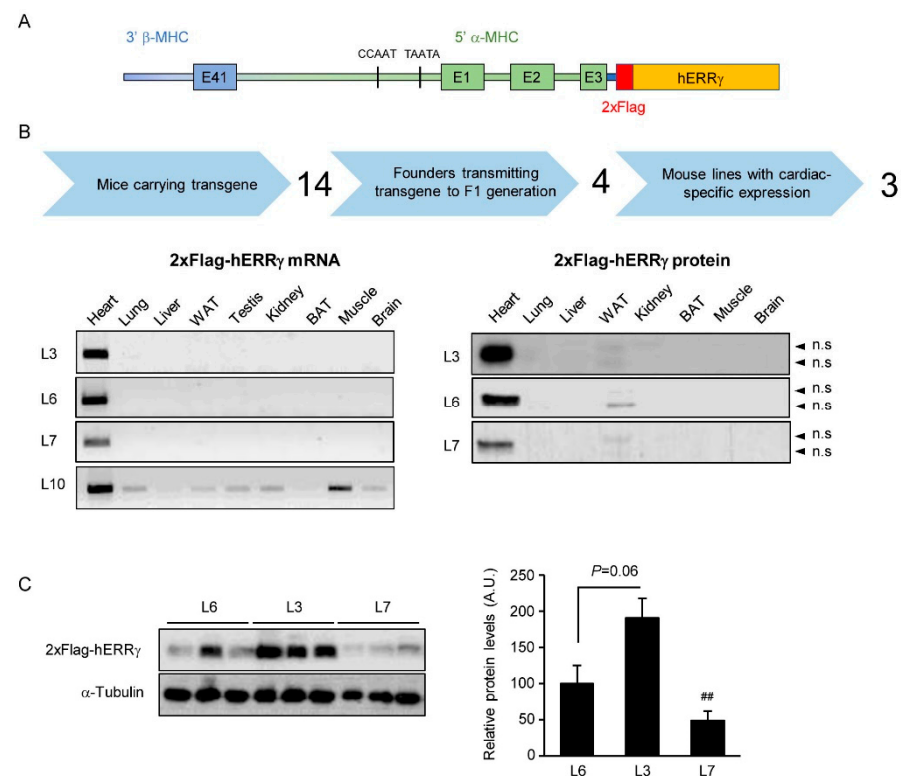 A
3' β-MHC
5' α-MHC
CCAAT
TAATA
E41
E1
E2
E3
hERRγ
2xFlag
B
Mice carrying transgene
14
Founders transmitting
transgene to F1 generation
4
Mouse lines with cardiac-
specific expression
3
2xFlag-hERRγ mRNA
Heart
Lung
Liver
WAT
Testis
Kidney
BAT
Muscle
Brain
L3
L6
L7
L10
2xFlag-hERRγ protein
Heart
Lung
Liver
WAT
Kidney
BAT
Muscle
Brain
L3
n.s
n.s
L6
n.s
n.s
L7
n.s
n.s
C
L6
L3
L7
2xFlag-hERRγ
α-Tubulin
Relative protein levels (A.U.)
250
200
150
100
50
0
P=0.06
##
L6
L3
L7